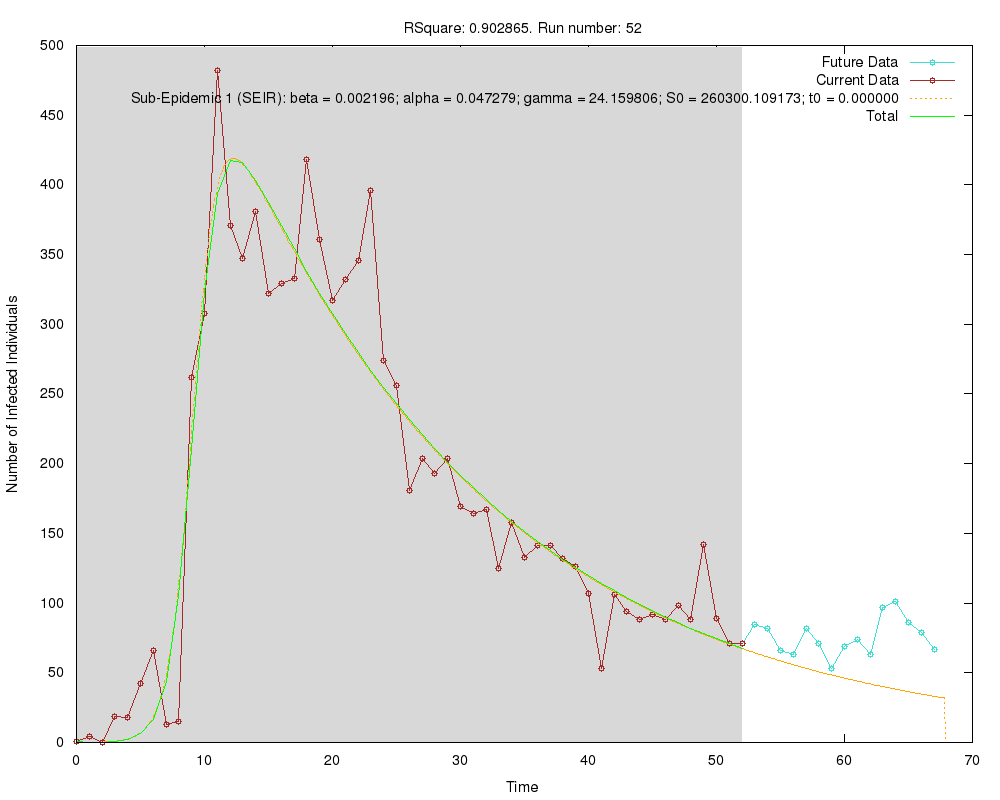 RSquare: 0.902865. Run number: 52
500
450
400
350
300
250
200
150
100
50
0
Number of Infected Individuals
Future Data
Current Data
Sub-Epidemic 1 (SEIR): beta = 0.002196; alpha = 0.047279; gamma = 24.159806; S0 = 260300.109173; t0 = 0.000000
Total
0 10 20 30 40 50 60 70
Time